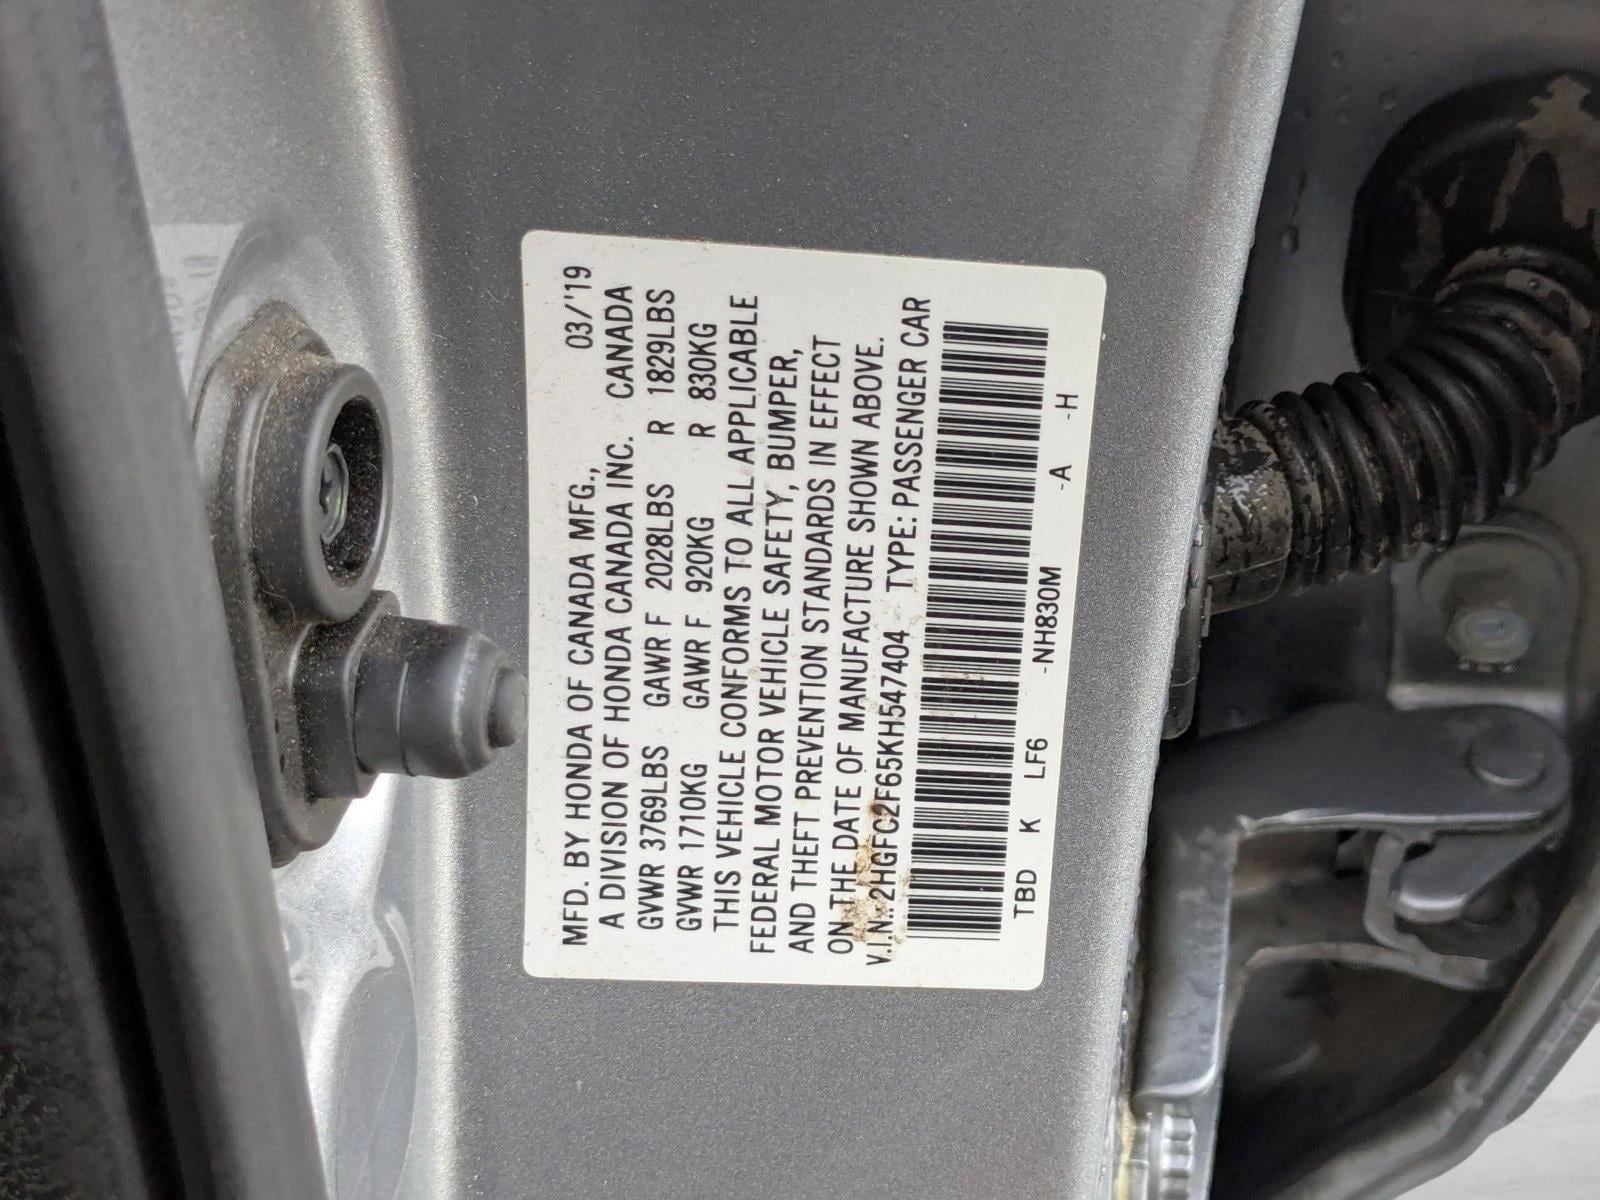 MFD. BY HONDA OF CANADA MFG., 03/'19
A DIVISION OF HONDA CANADA INC. CANADA
GVWR 3769LBS GAWR F 2028LBS R 1829LBS
GVWR 1710KG GAWR F 920KG R 830KG
THIS VEHICLE CONFORMS TO ALL APPLICABLE
FEDERAL MOTOR VEHICLE SAFETY, BUMPER,
AND THEFT PREVENTION STANDARDS IN EFFECT
ON THE DATE OF MANUFACTURE SHOWN ABOVE.
V.I.N.:2HGFC2F65KH547404 TYPE: PASSENGER CAR
TBD K LF6 -NH830M -A -H